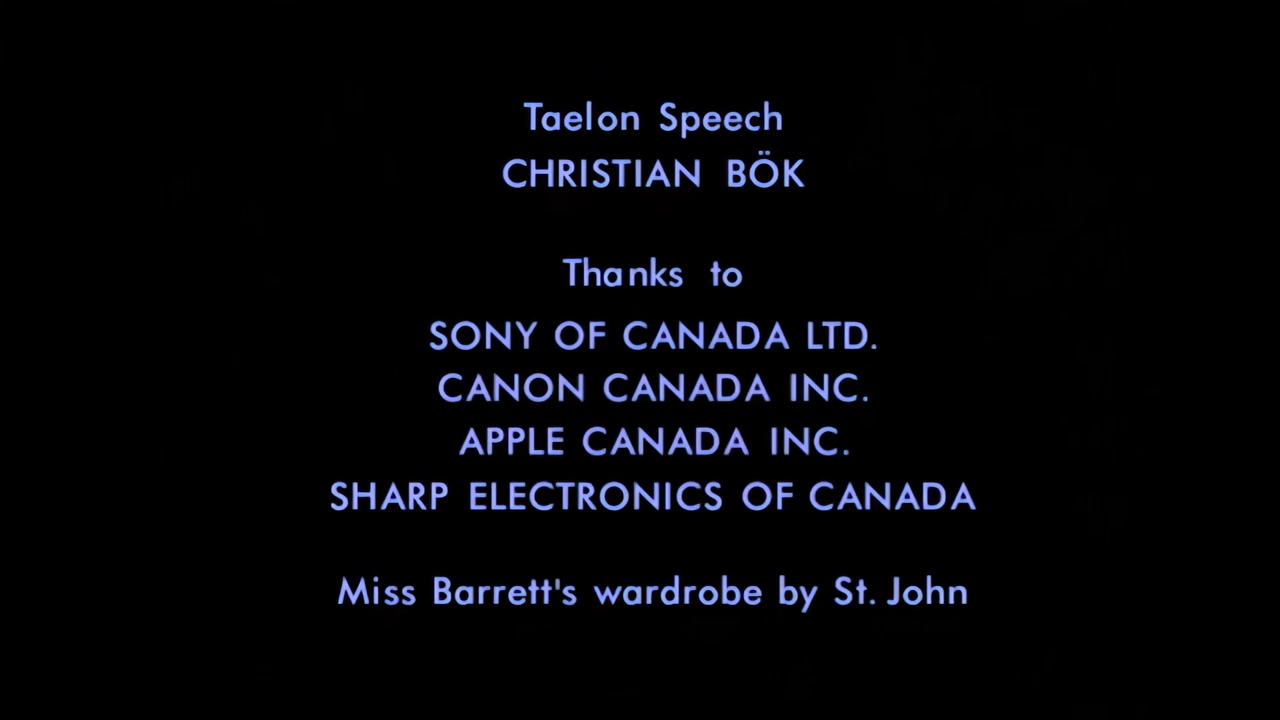 Taelon Speech
CHRISTIAN BÖK
Thanks to
SONY OF CANADA LTD.
CANON CANADA INC.
APPLE CANADA INC.
SHARP ELECTRONICS OF CANADA
Miss Barrett's wardrobe by St. John